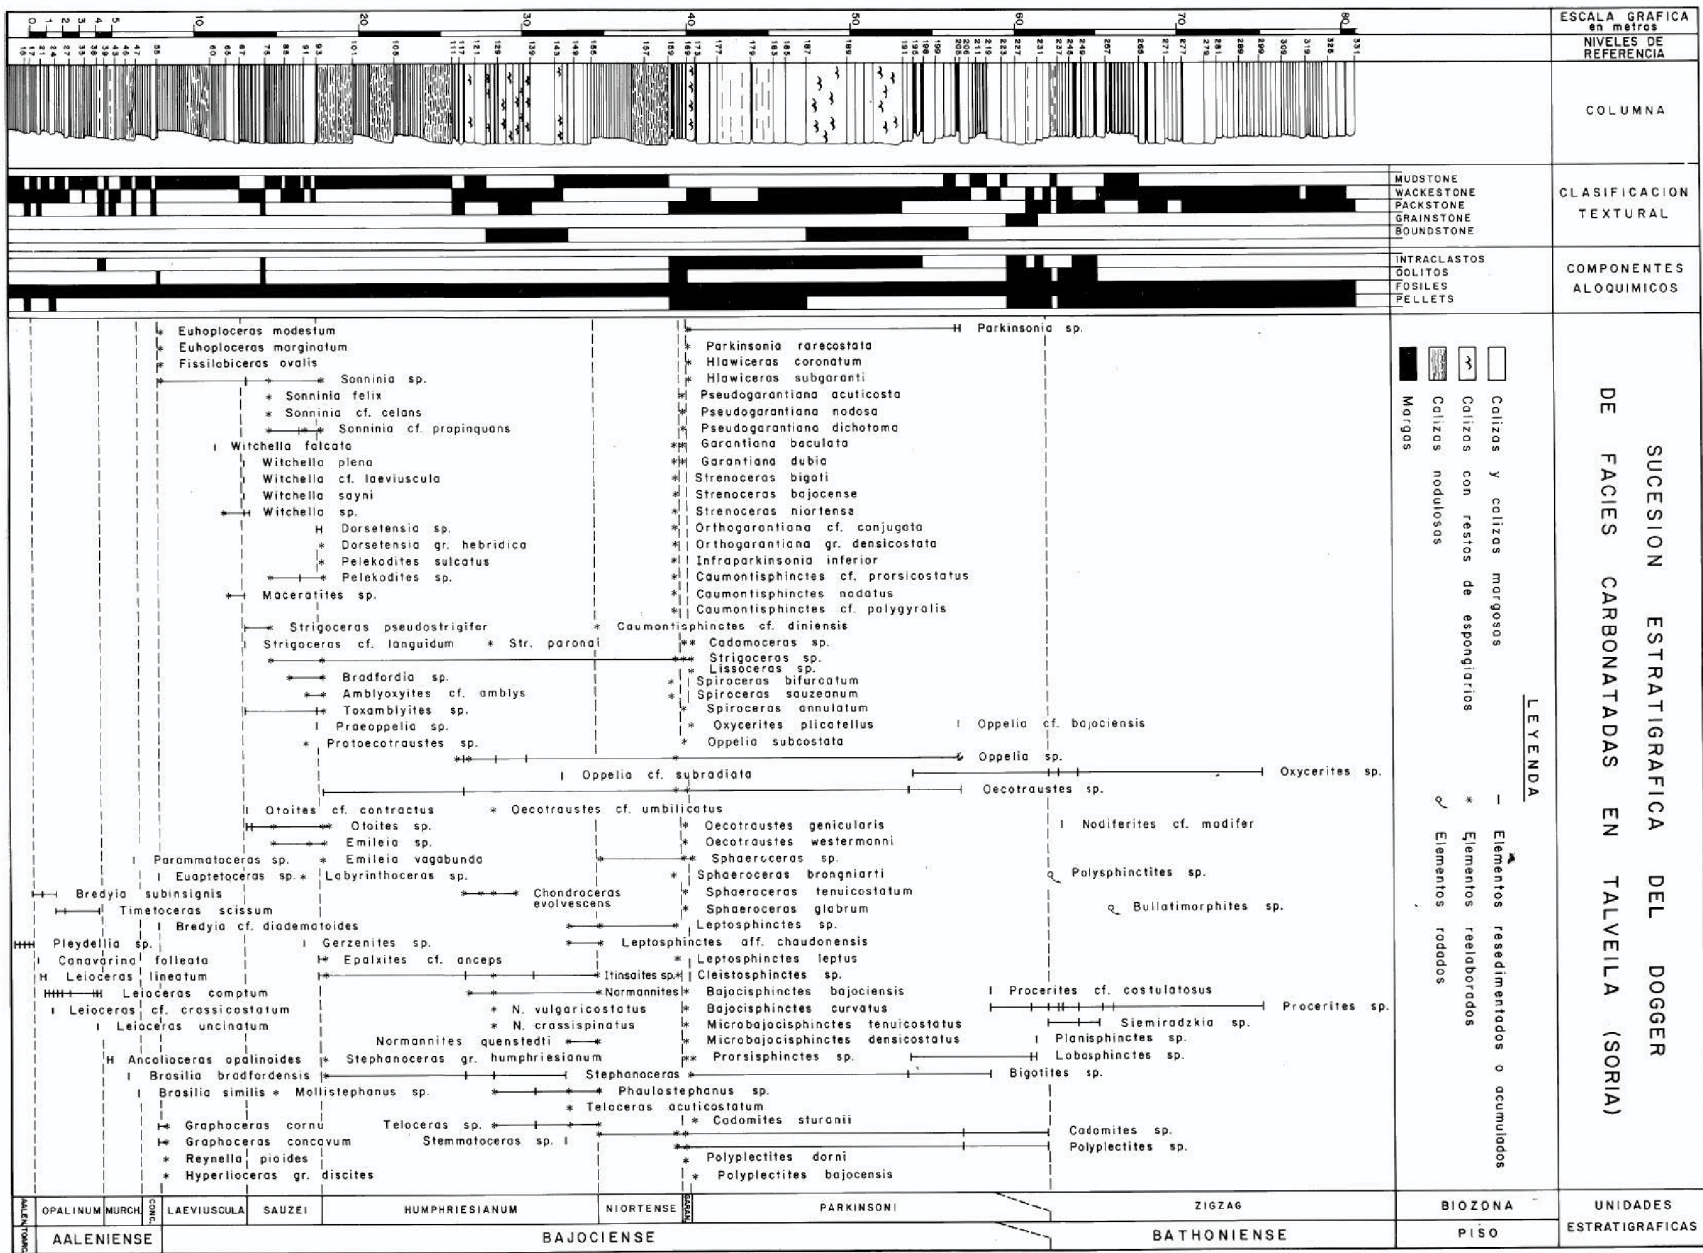 ESCALA GRAFICA
en metros
0 1 2 3 4 5 10 20 30 40 50 60 70 80
NIVELES DE
REFERENCIA
COLUMNA
MUDSTONE
WACKESTONE
PACKSTONE
GRAINSTONE
BOUNDSTONE
CLASIFICACION
TEXTURAL
INTRACLASTOS
OOLITOS
FOSILES
PELLETS
COMPONENTES
ALOQUIMICOS
Euhoploceras modestum
Euhoploceras marginatum
Fissilobiceras ovalis
Sonninia sp.
Sonninia felix
Sonninia cf. celans
Sonninia cf. propinquans
Witchella falcata
Witchella plena
Witchella cf. laeviuscula
Witchella sayni
Witchella sp.
Dorsetensia sp.
Dorsetensia gr. hebridica
Pelekodites sulcatus
Pelekodites sp.
Maceratites sp.
Strigoceras pseudostrigifer
Strigoceras cf. languidum * Str. paronai
Bradfordia sp.
Amblyoxyites cf. amblys
Toxamblyites sp.
Praeoppelia sp.
Protoecotraustes sp.
Oppelia cf. subradiata
Otoites cf. contractus * Oecotraustes cf. umbilicatus
Otoites sp.
Emileia sp.
Parammatoceras sp. * Emileia vagabunda
Euaptetoceras sp. * Labyrinthoceras sp.
Bredyia subinsignis
Chondroceras
evolvescens
Timetoceras scissum
Bredyia cf. diadematoides
Pleydellia sp.
Gerzenites sp.
Canavarina folleata
Epalxites cf. anceps
Leioceras lineatum
Itinsaites sp.
Leioceras comptum
Normannites
Leioceras cf. crassicostatum
* N. vulgaricostatus
Leioceras uncinatum
* N. crassispinatus
Normannites quenstedti
Ancolioceras opalinoides * Stephanoceras gr. humphriesianum
Brasilia bradfordensis
Stephanoceras
Brasilia similis * Mollistephanus sp.
Phaulostephanus sp.
* Teloceras acuticostatum
Graphoceras cornu
Teloceras sp.
Graphoceras concavum
Stemmatoceras sp.
Reynella pioides
Hyperlioceras gr. discites
Parkinsonia sp.
Parkinsonia rarecostata
Hlawiceras coronatum
Hlawiceras subgaranti
Pseudogarantiana acuticosta
Pseudogarantiana nodosa
Pseudogarantiana dichotoma
Garantiana baculata
Garantiana dubia
Strenoceras bigoti
Strenoceras bajocense
Strenoceras niortense
Orthogarantiana cf. conjugata
Orthogarantiana gr. densicostata
Infraparkinsonia inferior
Caumontisphinctes cf. prorsicostatus
Caumontisphinctes nodatus
Caumontisphinctes cf. polygyralis
Caumontisphinctes cf. diniensis
Cadomoceras sp.
Strigoceras sp.
Lissoceras sp.
Spiroceras bifurcatum
Spiroceras sauzeanum
Spiroceras annulatum
Oxycerites plicatellus
Oppelia cf. bajociensis
Oppelia subcostata
Oppelia sp.
Oxycerites sp.
Oecotraustes sp.
Oecotraustes genicularis
Nodiferites cf. modifer
Oecotraustes westermanni
Sphaeroceras sp.
Sphaeroceras brongniarti
Polysphinctites sp.
Sphaeroceras tenuicostatum
Sphaeroceras glabrum
Bullatimorphites sp.
Leptosphinctes sp.
Leptosphinctes aff. chaudonensis
Leptosphinctes leptus
Cleistosphinctes sp.
Bajocisphinctes bajociensis
Procerites cf. costulatosus
Bajocisphinctes curvatus
Procerites sp.
Microbajocisphinctes tenuicostatus
Siemiradzkia sp.
Microbajocisphinctes densicostatus
Planisphinctes sp.
Prorsisphinctes sp.
Lobosphinctes sp.
Bigotites sp.
Cadomites sturanii
Cadomites sp.
Polyplectites sp.
Polyplectites dorni
Polyplectites bajocensis
OPALINUM MURCH. CONC. LAEVIUSCULA SAUZEI HUMPHRIESIANUM NIORTENSE GARAN. PARKINSONI ZIGZAG
BIOZONA
AALENIENSE BAJOCIENSE BATHONIENSE
PISO
UNIDADES
ESTRATIGRAFICAS
LEYENDA
Calizas y calizas margosas
Calizas con restos de espongiarios
Calizas nodulosas
Margas
Elementos resedimentados o acumulados
* Elementos reelaborados
Elementos rodados
SUCESION ESTRATIGRAFICA DEL DOGGER
DE FACIES CARBONATADAS EN TALVEILA (SORIA)